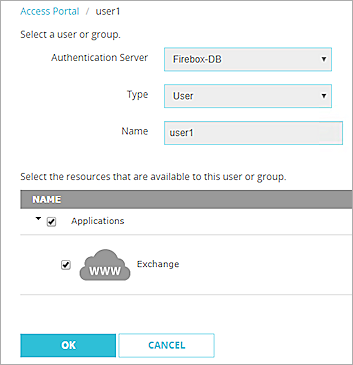 Access Portal / user1
Select a user or group.
Authentication Server Firebox-DB
Type User
Name user1
Select the resources that are available to this user or group.
NAME
Applications
WWW Exchange
OK CANCEL